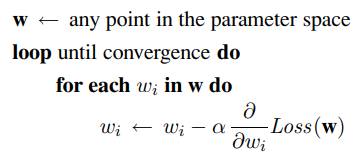 w ← any point in the parameter space
loop until convergence do
for each wᵢ in w do
wᵢ ← wᵢ − α ∂/∂wᵢ Loss(w)